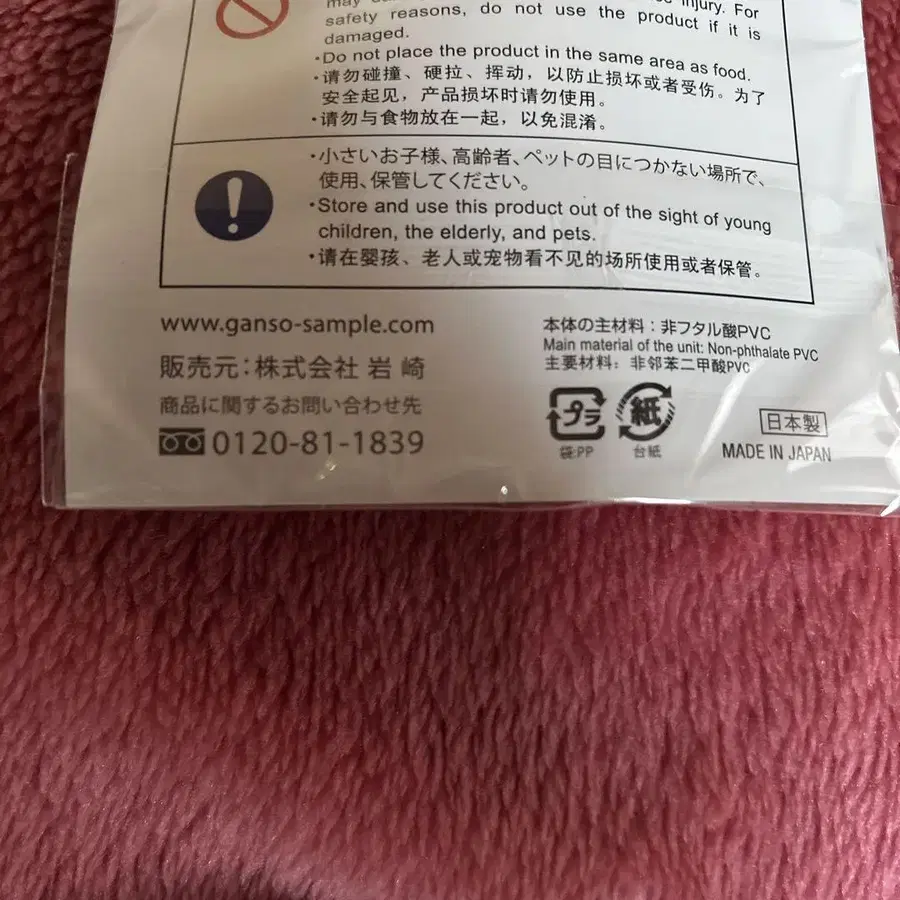 safety reasons, do not use the product if it is
damaged.
・Do not place the product in the same area as food.
・请勿碰撞、硬拉、挥动，以防止损坏或者受伤。为了
安全起见，产品损坏时请勿使用。
・请勿与食物放在一起，以免混淆。
・小さいお子様、高齢者、ペットの目につかない場所で、
使用、保管してください。
・Store and use this product out of the sight of young
children, the elderly, and pets.
・请在婴孩、老人或宠物看不见的场所使用或者保管。
www.ganso-sample.com
販売元：株式会社 岩崎
商品に関するお問い合わせ先
0120-81-1839
本体の主材料：非フタル酸PVC
Main material of the unit: Non-phthalate PVC
主要材料：非邻苯二甲酸PVC
プラ 紙
袋:PP 台紙
日本製
MADE IN JAPAN